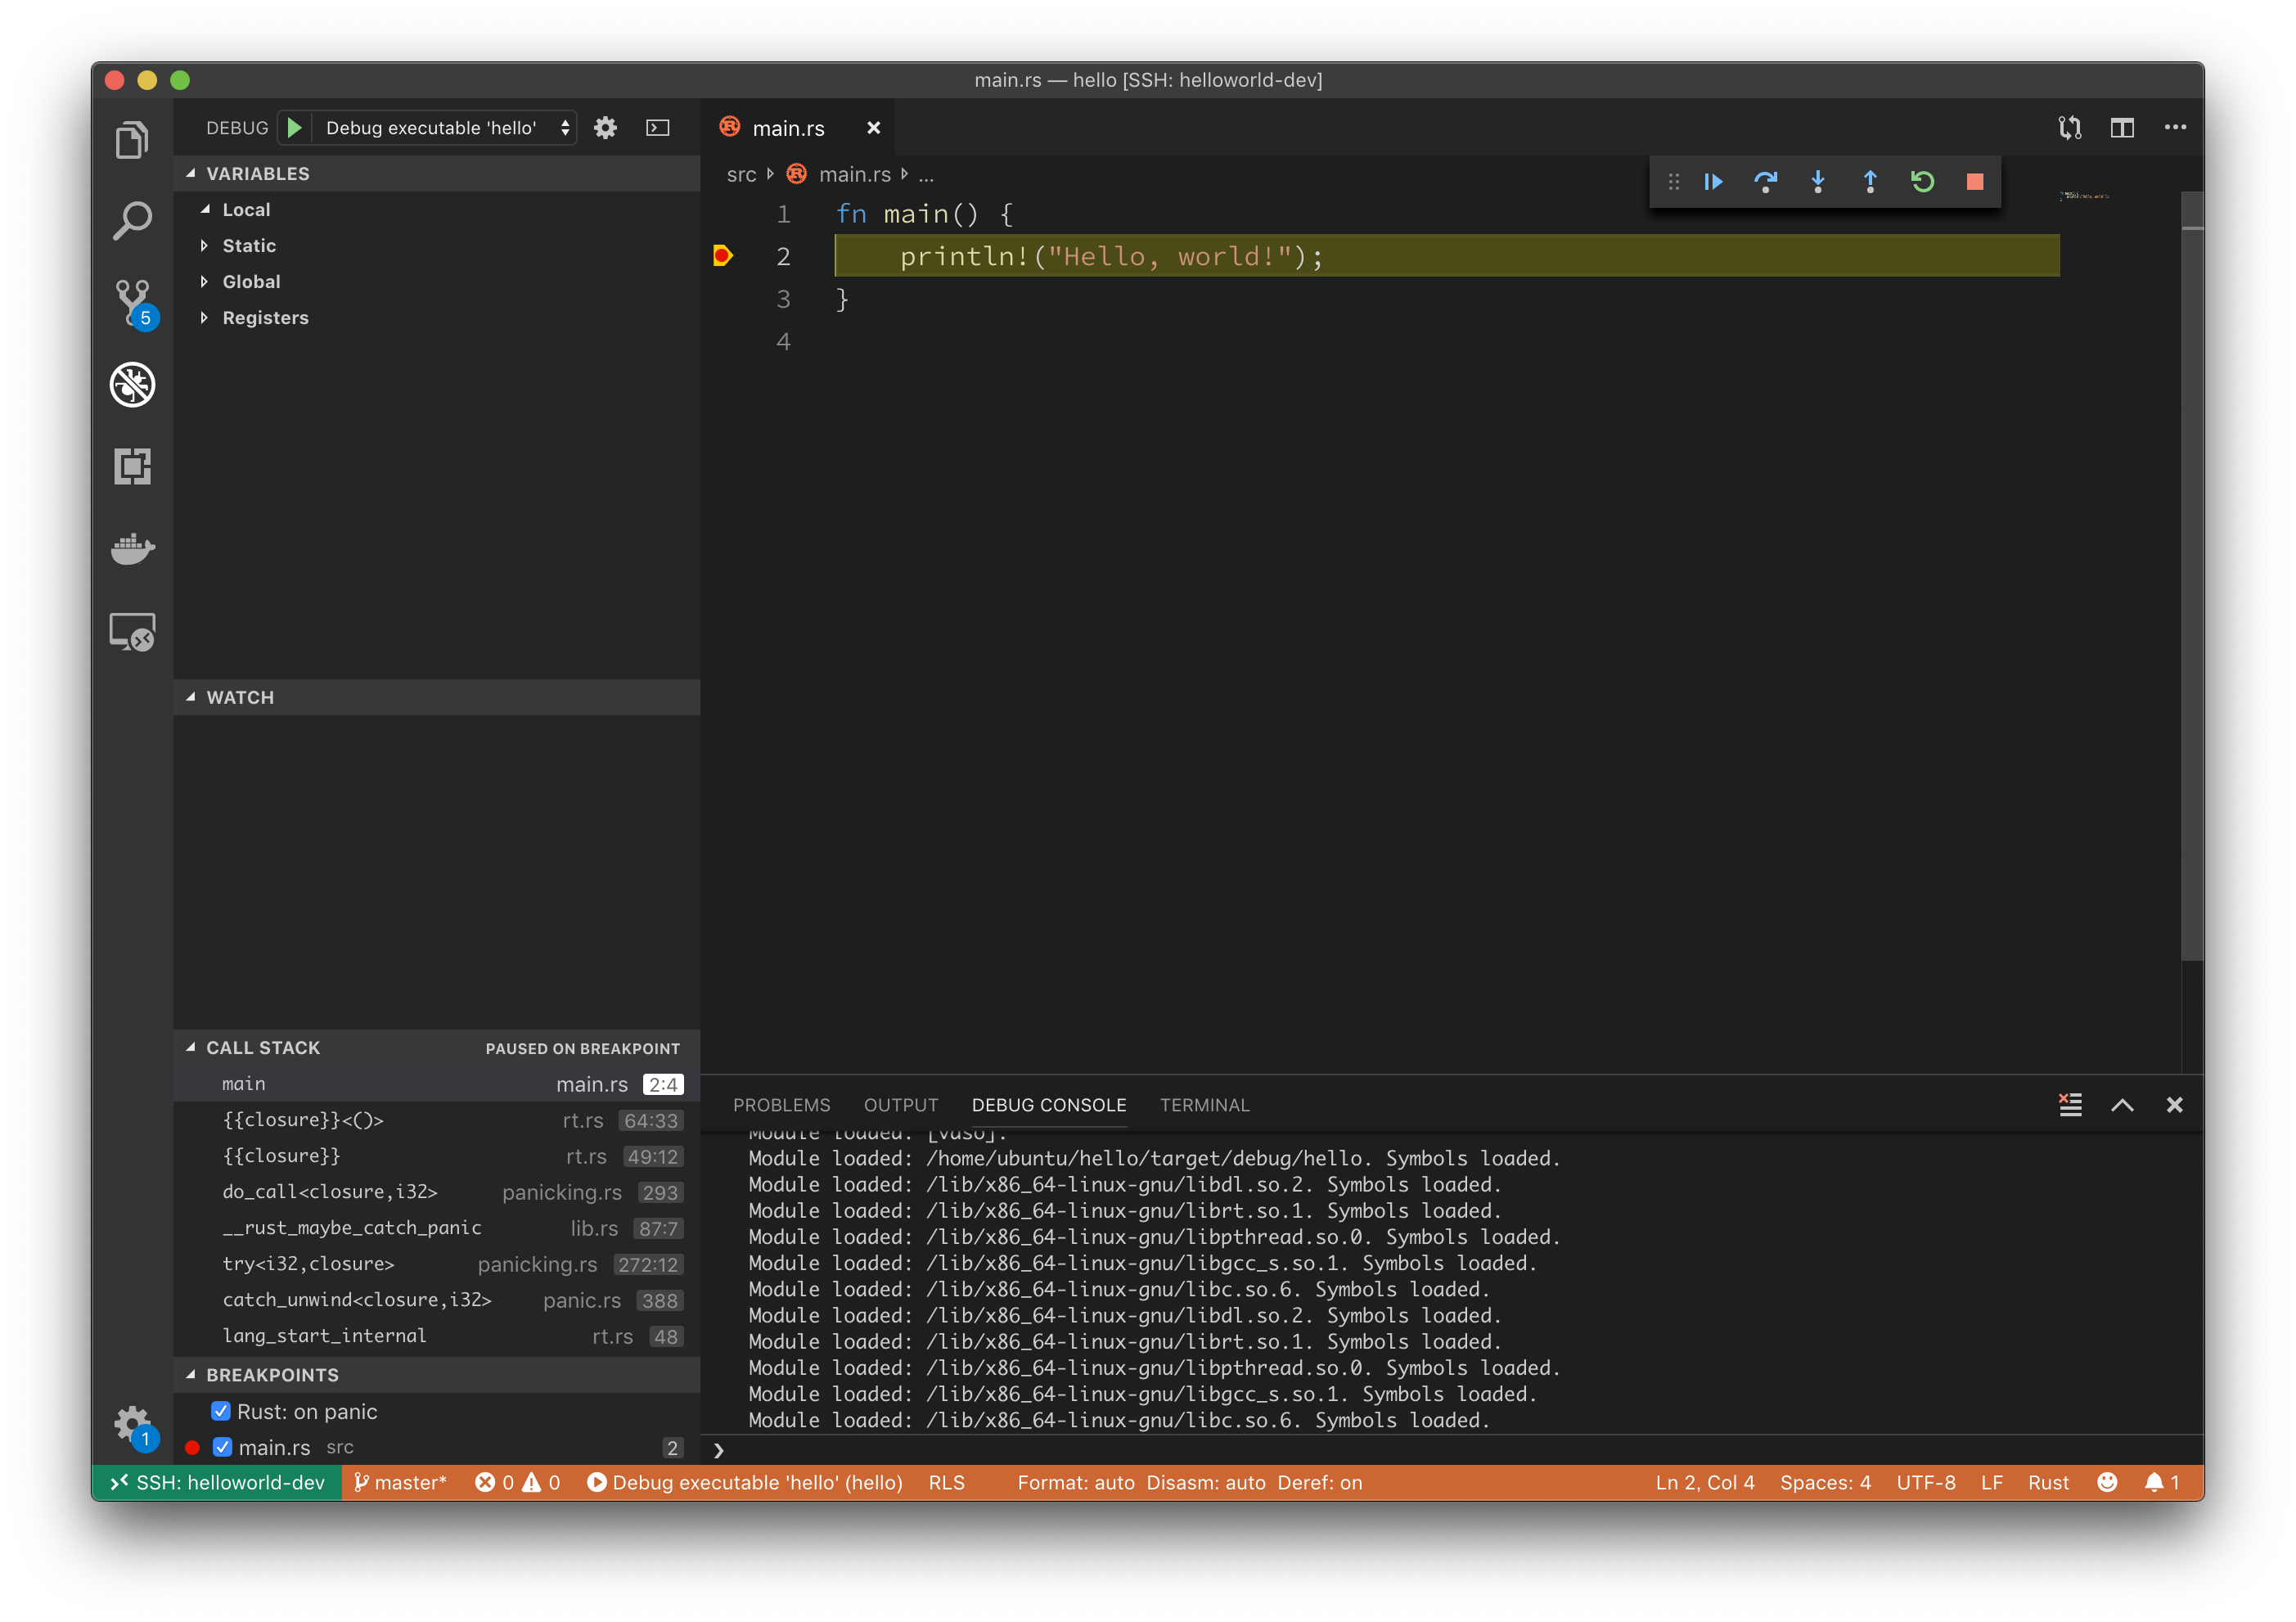 main.rs — hello [SSH: helloworld-dev]
DEBUG Debug executable 'hello'
VARIABLES
Local
Static
Global
Registers
5
WATCH
CALL STACK PAUSED ON BREAKPOINT
main main.rs 2:4
{{closure}}<()> rt.rs 64:33
{{closure}} rt.rs 49:12
do_call<closure,i32> panicking.rs 293
__rust_maybe_catch_panic lib.rs 87:7
try<i32,closure> panicking.rs 272:12
catch_unwind<closure,i32> panic.rs 388
lang_start_internal rt.rs 48
BREAKPOINTS
Rust: on panic
main.rs src 2
1
main.rs
src main.rs ...
1 fn main() {
2 println!("Hello, world!");
3 }
4
PROBLEMS OUTPUT DEBUG CONSOLE TERMINAL
Module loaded: [vdso].
Module loaded: /home/ubuntu/hello/target/debug/hello. Symbols loaded.
Module loaded: /lib/x86_64-linux-gnu/libdl.so.2. Symbols loaded.
Module loaded: /lib/x86_64-linux-gnu/librt.so.1. Symbols loaded.
Module loaded: /lib/x86_64-linux-gnu/libpthread.so.0. Symbols loaded.
Module loaded: /lib/x86_64-linux-gnu/libgcc_s.so.1. Symbols loaded.
Module loaded: /lib/x86_64-linux-gnu/libc.so.6. Symbols loaded.
Module loaded: /lib/x86_64-linux-gnu/libdl.so.2. Symbols loaded.
Module loaded: /lib/x86_64-linux-gnu/librt.so.1. Symbols loaded.
Module loaded: /lib/x86_64-linux-gnu/libpthread.so.0. Symbols loaded.
Module loaded: /lib/x86_64-linux-gnu/libgcc_s.so.1. Symbols loaded.
Module loaded: /lib/x86_64-linux-gnu/libc.so.6. Symbols loaded.
SSH: helloworld-dev master* 0 0 Debug executable 'hello' (hello) RLS Format: auto Disasm: auto Deref: on Ln 2, Col 4 Spaces: 4 UTF-8 LF Rust 1